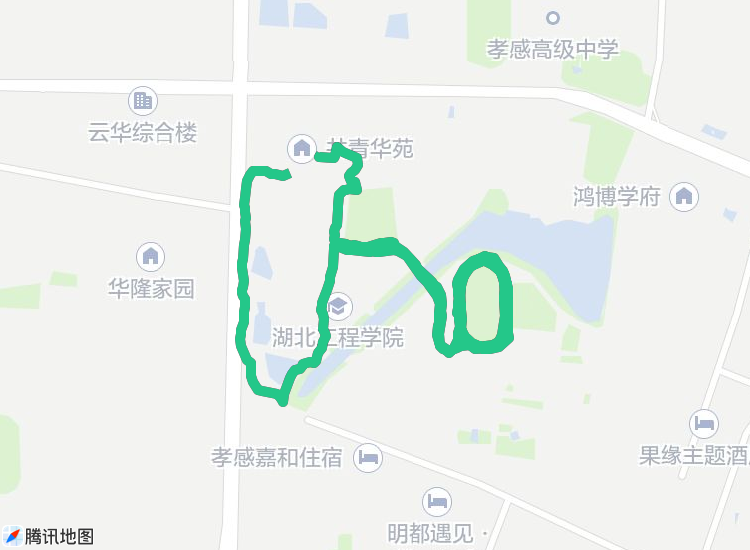 孝感高级中学
云华综合楼
青华苑
鸿博学府
华隆家园
湖北工程学院
孝感嘉和住宿
果缘主题酒
明都遇见·
腾讯地图